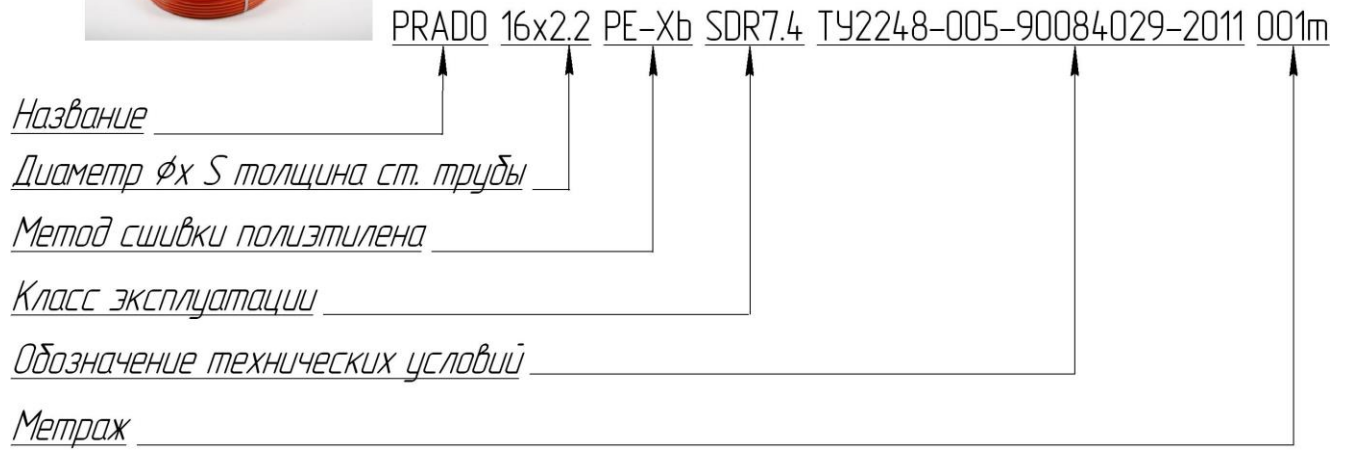 PRADO 16x2.2 PE-Xb SDR7.4 ТУ2248-005-90084029-2011 001m
Название
Диаметр ϕx S толщина ст. трубы
Метод сшивки полиэтилена
Класс эксплуатации
Обозначение технических условий
Метраж